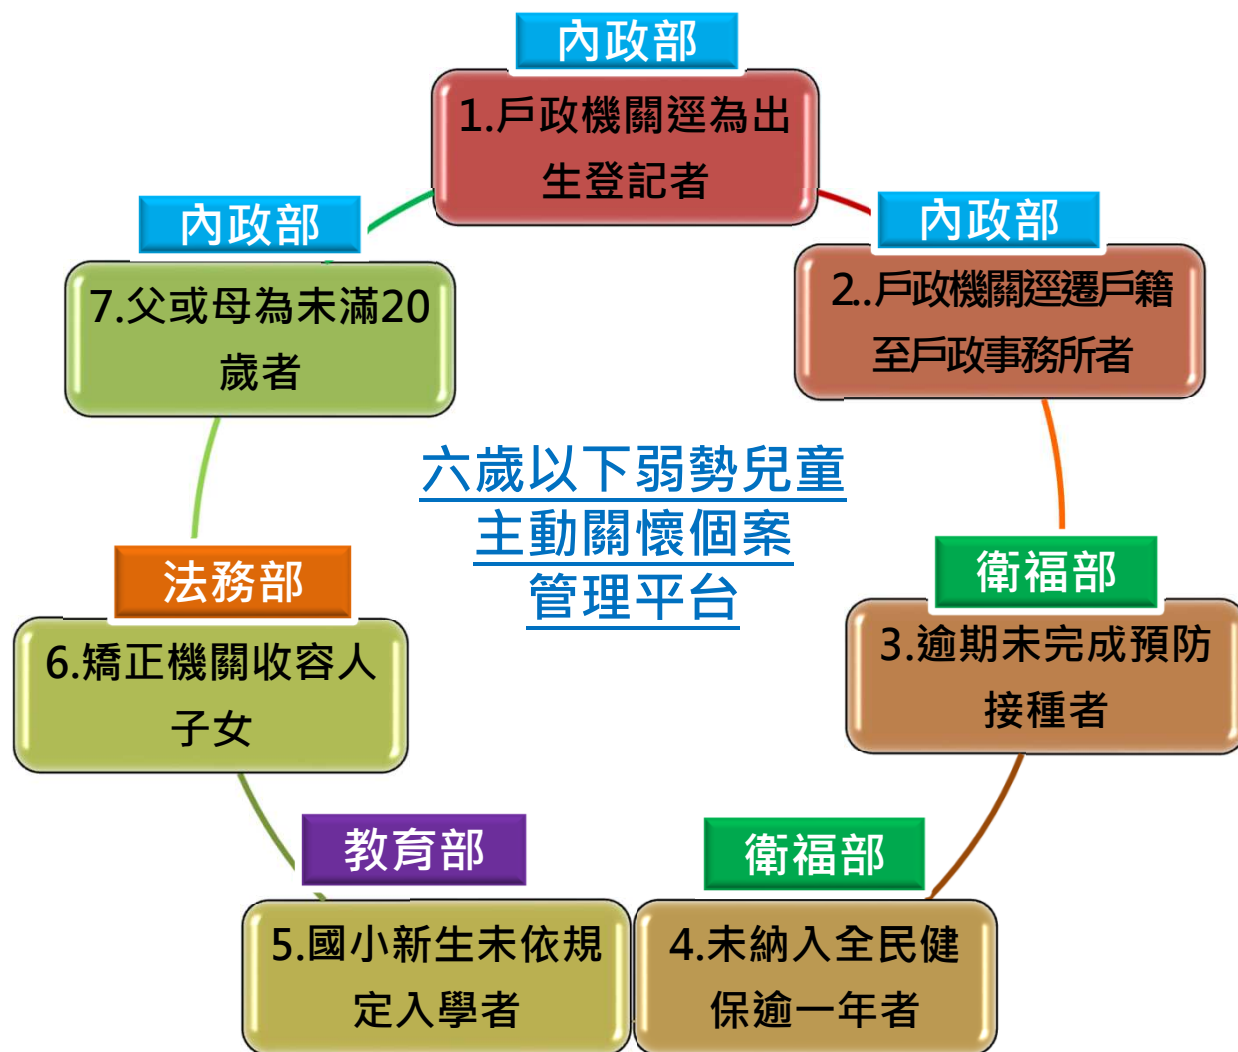 內政部
1.戶政機關逕為出
生登記者
內政部
2..戶政機關逕遷戶籍
至戶政事務所者
衛福部
3.逾期未完成預防
接種者
衛福部
4.未納入全民健
保逾一年者
教育部
5.國小新生未依規
定入學者
法務部
6.矯正機關收容人
子女
內政部
7.父或母為未滿20
歲者
六歲以下弱勢兒童
主動關懷個案
管理平台